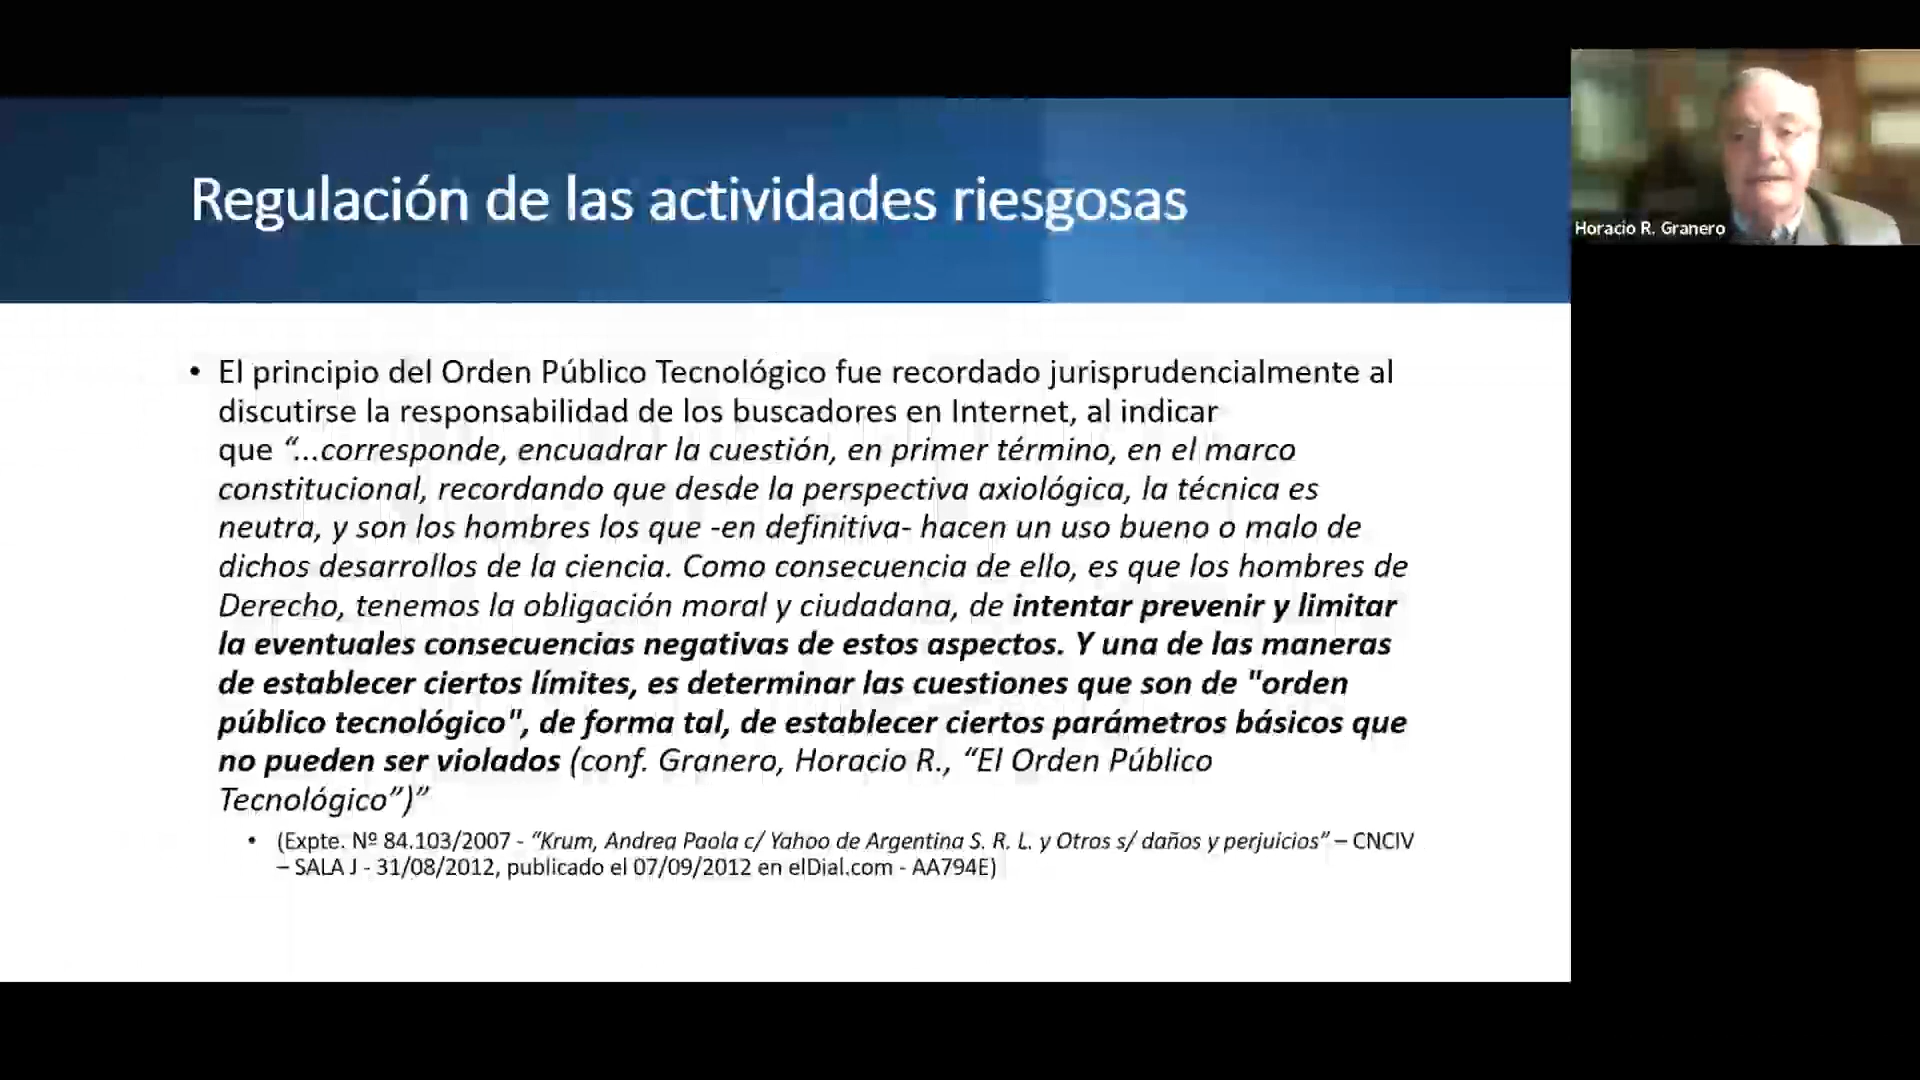 Regulación de las actividades riesgosas
Horacio R. Granero
• El principio del Orden Público Tecnológico fue recordado jurisprudencialmente al
discutirse la responsabilidad de los buscadores en Internet, al indicar
que “...corresponde, encuadrar la cuestión, en primer término, en el marco
constitucional, recordando que desde la perspectiva axiológica, la técnica es
neutra, y son los hombres los que -en definitiva- hacen un uso bueno o malo de
dichos desarrollos de la ciencia. Como consecuencia de ello, es que los hombres de
Derecho, tenemos la obligación moral y ciudadana, de intentar prevenir y limitar
la eventuales consecuencias negativas de estos aspectos. Y una de las maneras
de establecer ciertos límites, es determinar las cuestiones que son de "orden
público tecnológico", de forma tal, de establecer ciertos parámetros básicos que
no pueden ser violados (conf. Granero, Horacio R., “El Orden Público
Tecnológico”)”
• (Expte. Nº 84.103/2007 - “Krum, Andrea Paola c/ Yahoo de Argentina S. R. L. y Otros s/ daños y perjuicios” – CNCIV
– SALA J - 31/08/2012, publicado el 07/09/2012 en elDial.com - AA794E)